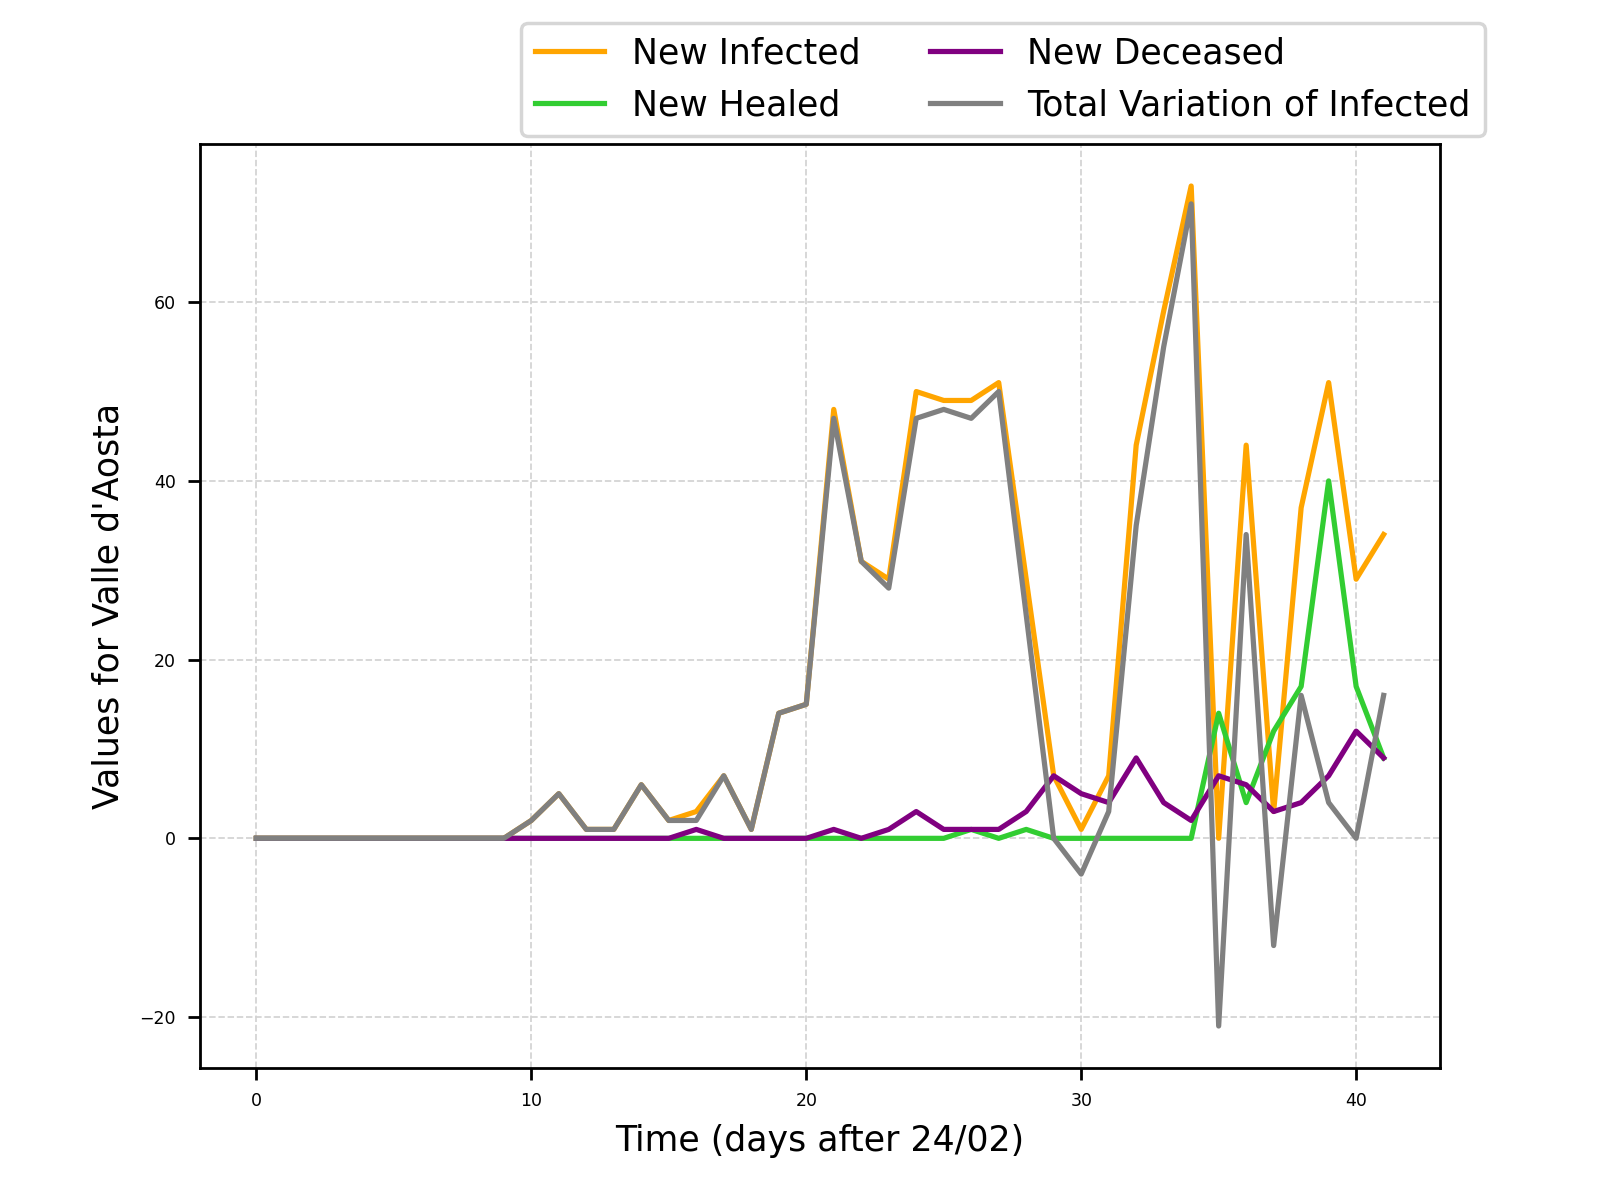 New Infected
New Healed
New Deceased
Total Variation of Infected
Values for Valle d'Aosta
60
40
20
0
−20
0 10 20 30 40
Time (days after 24/02)